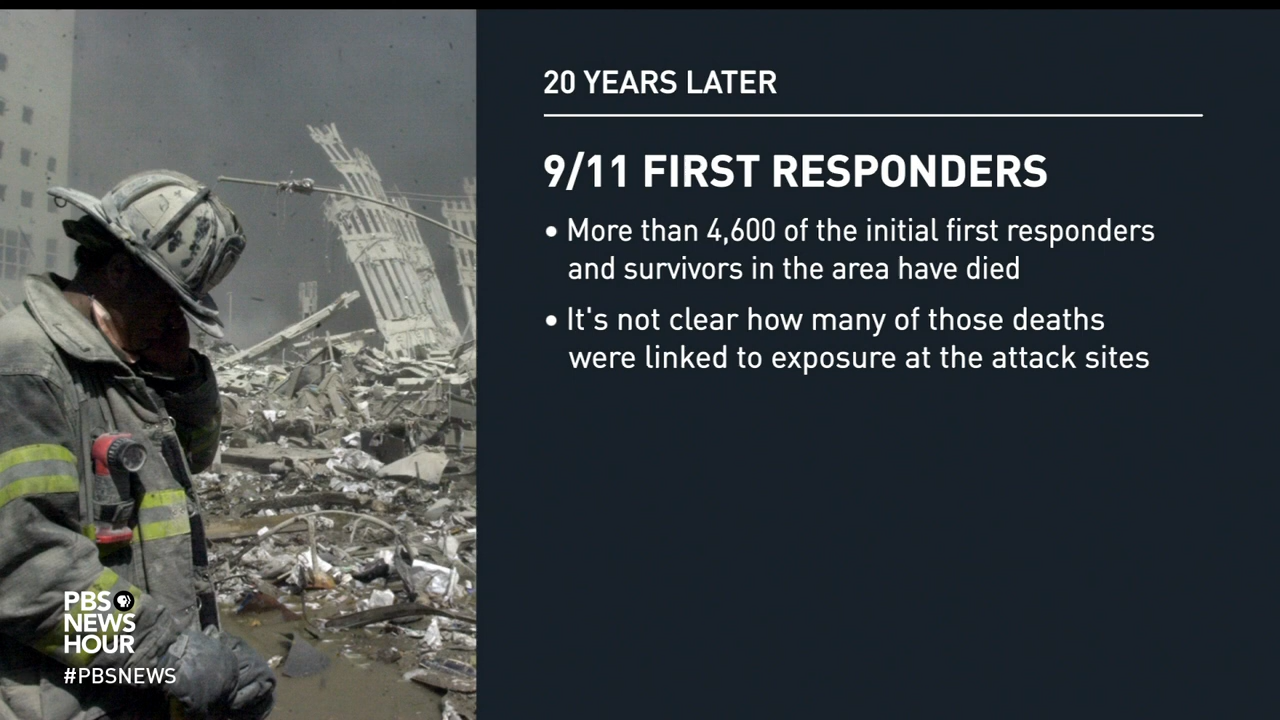 20 YEARS LATER
9/11 FIRST RESPONDERS
• More than 4,600 of the initial first responders
and survivors in the area have died
• It's not clear how many of those deaths
were linked to exposure at the attack sites
PBS
NEWS
HOUR
#PBSNEWS